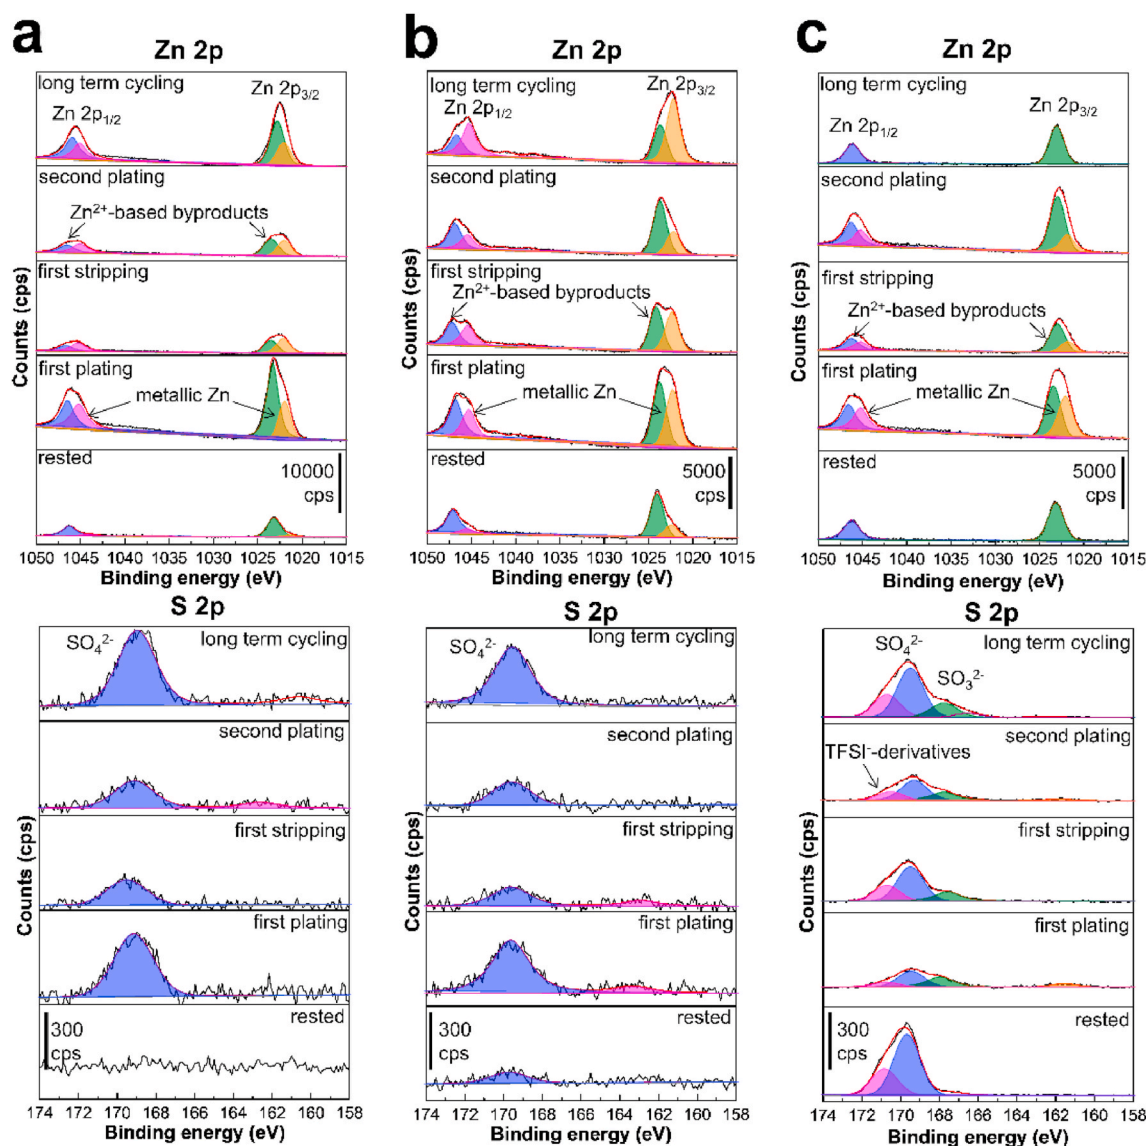 a
Zn 2p
long term cycling
Zn 2p3/2
Zn 2p1/2
second plating
Zn2+-based byproducts
first stripping
first plating
metallic Zn
rested
10000
cps
Counts (cps)
1050 1045 1040 1035 1030 1025 1020 1015
Binding energy (eV)
b
Zn 2p
long term cycling
Zn 2p3/2
Zn 2p1/2
second plating
first stripping
Zn2+-based byproducts
first plating
metallic Zn
rested
5000
cps
Counts (cps)
1050 1045 1040 1035 1030 1025 1020 1015
Binding energy (eV)
c
Zn 2p
long term cycling
Zn 2p3/2
Zn 2p1/2
second plating
first stripping
Zn2+-based byproducts
first plating
metallic Zn
rested
5000
cps
Counts (cps)
1050 1045 1040 1035 1030 1025 1020 1015
Binding energy (eV)
S 2p
SO42-
long term cycling
second plating
first stripping
first plating
rested
300
cps
Counts (cps)
174 172 170 168 166 164 162 160 158
Binding energy (eV)
S 2p
long term cycling
SO42-
second plating
first stripping
first plating
rested
300
cps
Counts (cps)
174 172 170 168 166 164 162 160 158
Binding energy (eV)
S 2p
SO42-
long term cycling
SO32-
second plating
TFSI--derivatives
first stripping
first plating
rested
300
cps
Counts (cps)
174 172 170 168 166 164 162 160 158
Binding energy (eV)